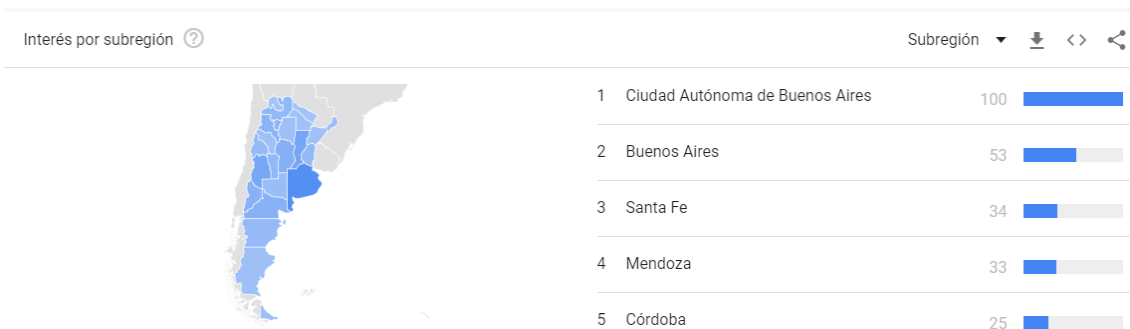 Interés por subregión
Subregión
1 Ciudad Autónoma de Buenos Aires 100
2 Buenos Aires 53
3 Santa Fe 34
4 Mendoza 33
5 Córdoba 25